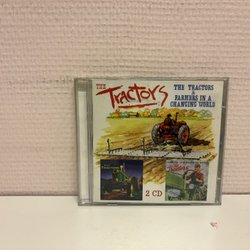 THE
TRACTORS
THE TRACTORS
&
FARMERS IN A
CHANGING WORLD
2 CD